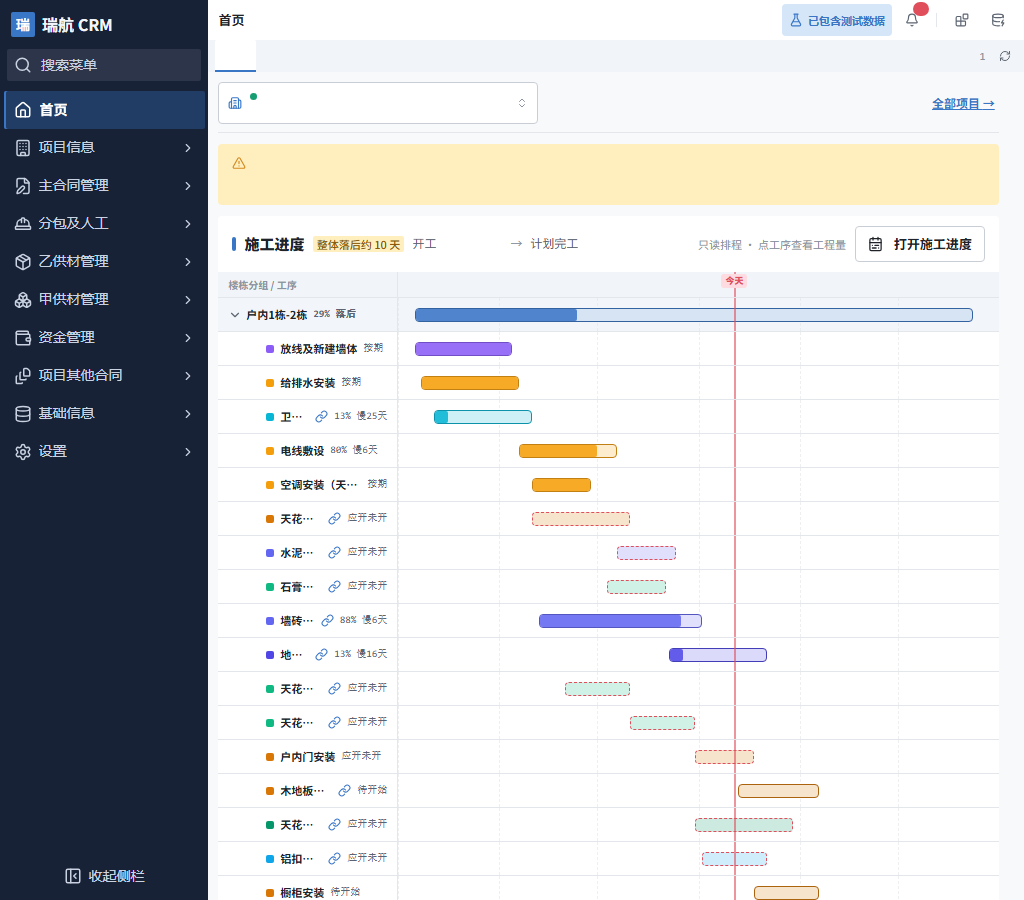 瑞 瑞航 CRM
搜索菜单
首页
项目信息
主合同管理
分包及人工
乙供材管理
甲供材管理
资金管理
项目其他合同
基础信息
设置
收起侧栏
首页
已包含测试数据
1
全部项目 →
施工进度 整体落后约 10 天 开工 → 计划完工
只读排程 · 点工序查看工程量
打开施工进度
楼栋分组 / 工序
今天
户内1栋-2栋 29% 落后
放线及新建墙体 按期
给排水安装 按期
卫… 13% 慢25天
电线敷设 80% 慢6天
空调安装（天… 按期
天花… 应开未开
水泥… 应开未开
石膏… 应开未开
墙砖… 88% 慢6天
地… 13% 慢16天
天花… 应开未开
天花… 应开未开
户内门安装 应开未开
木地板… 待开始
天花… 应开未开
铝扣… 应开未开
橱柜安装 待开始